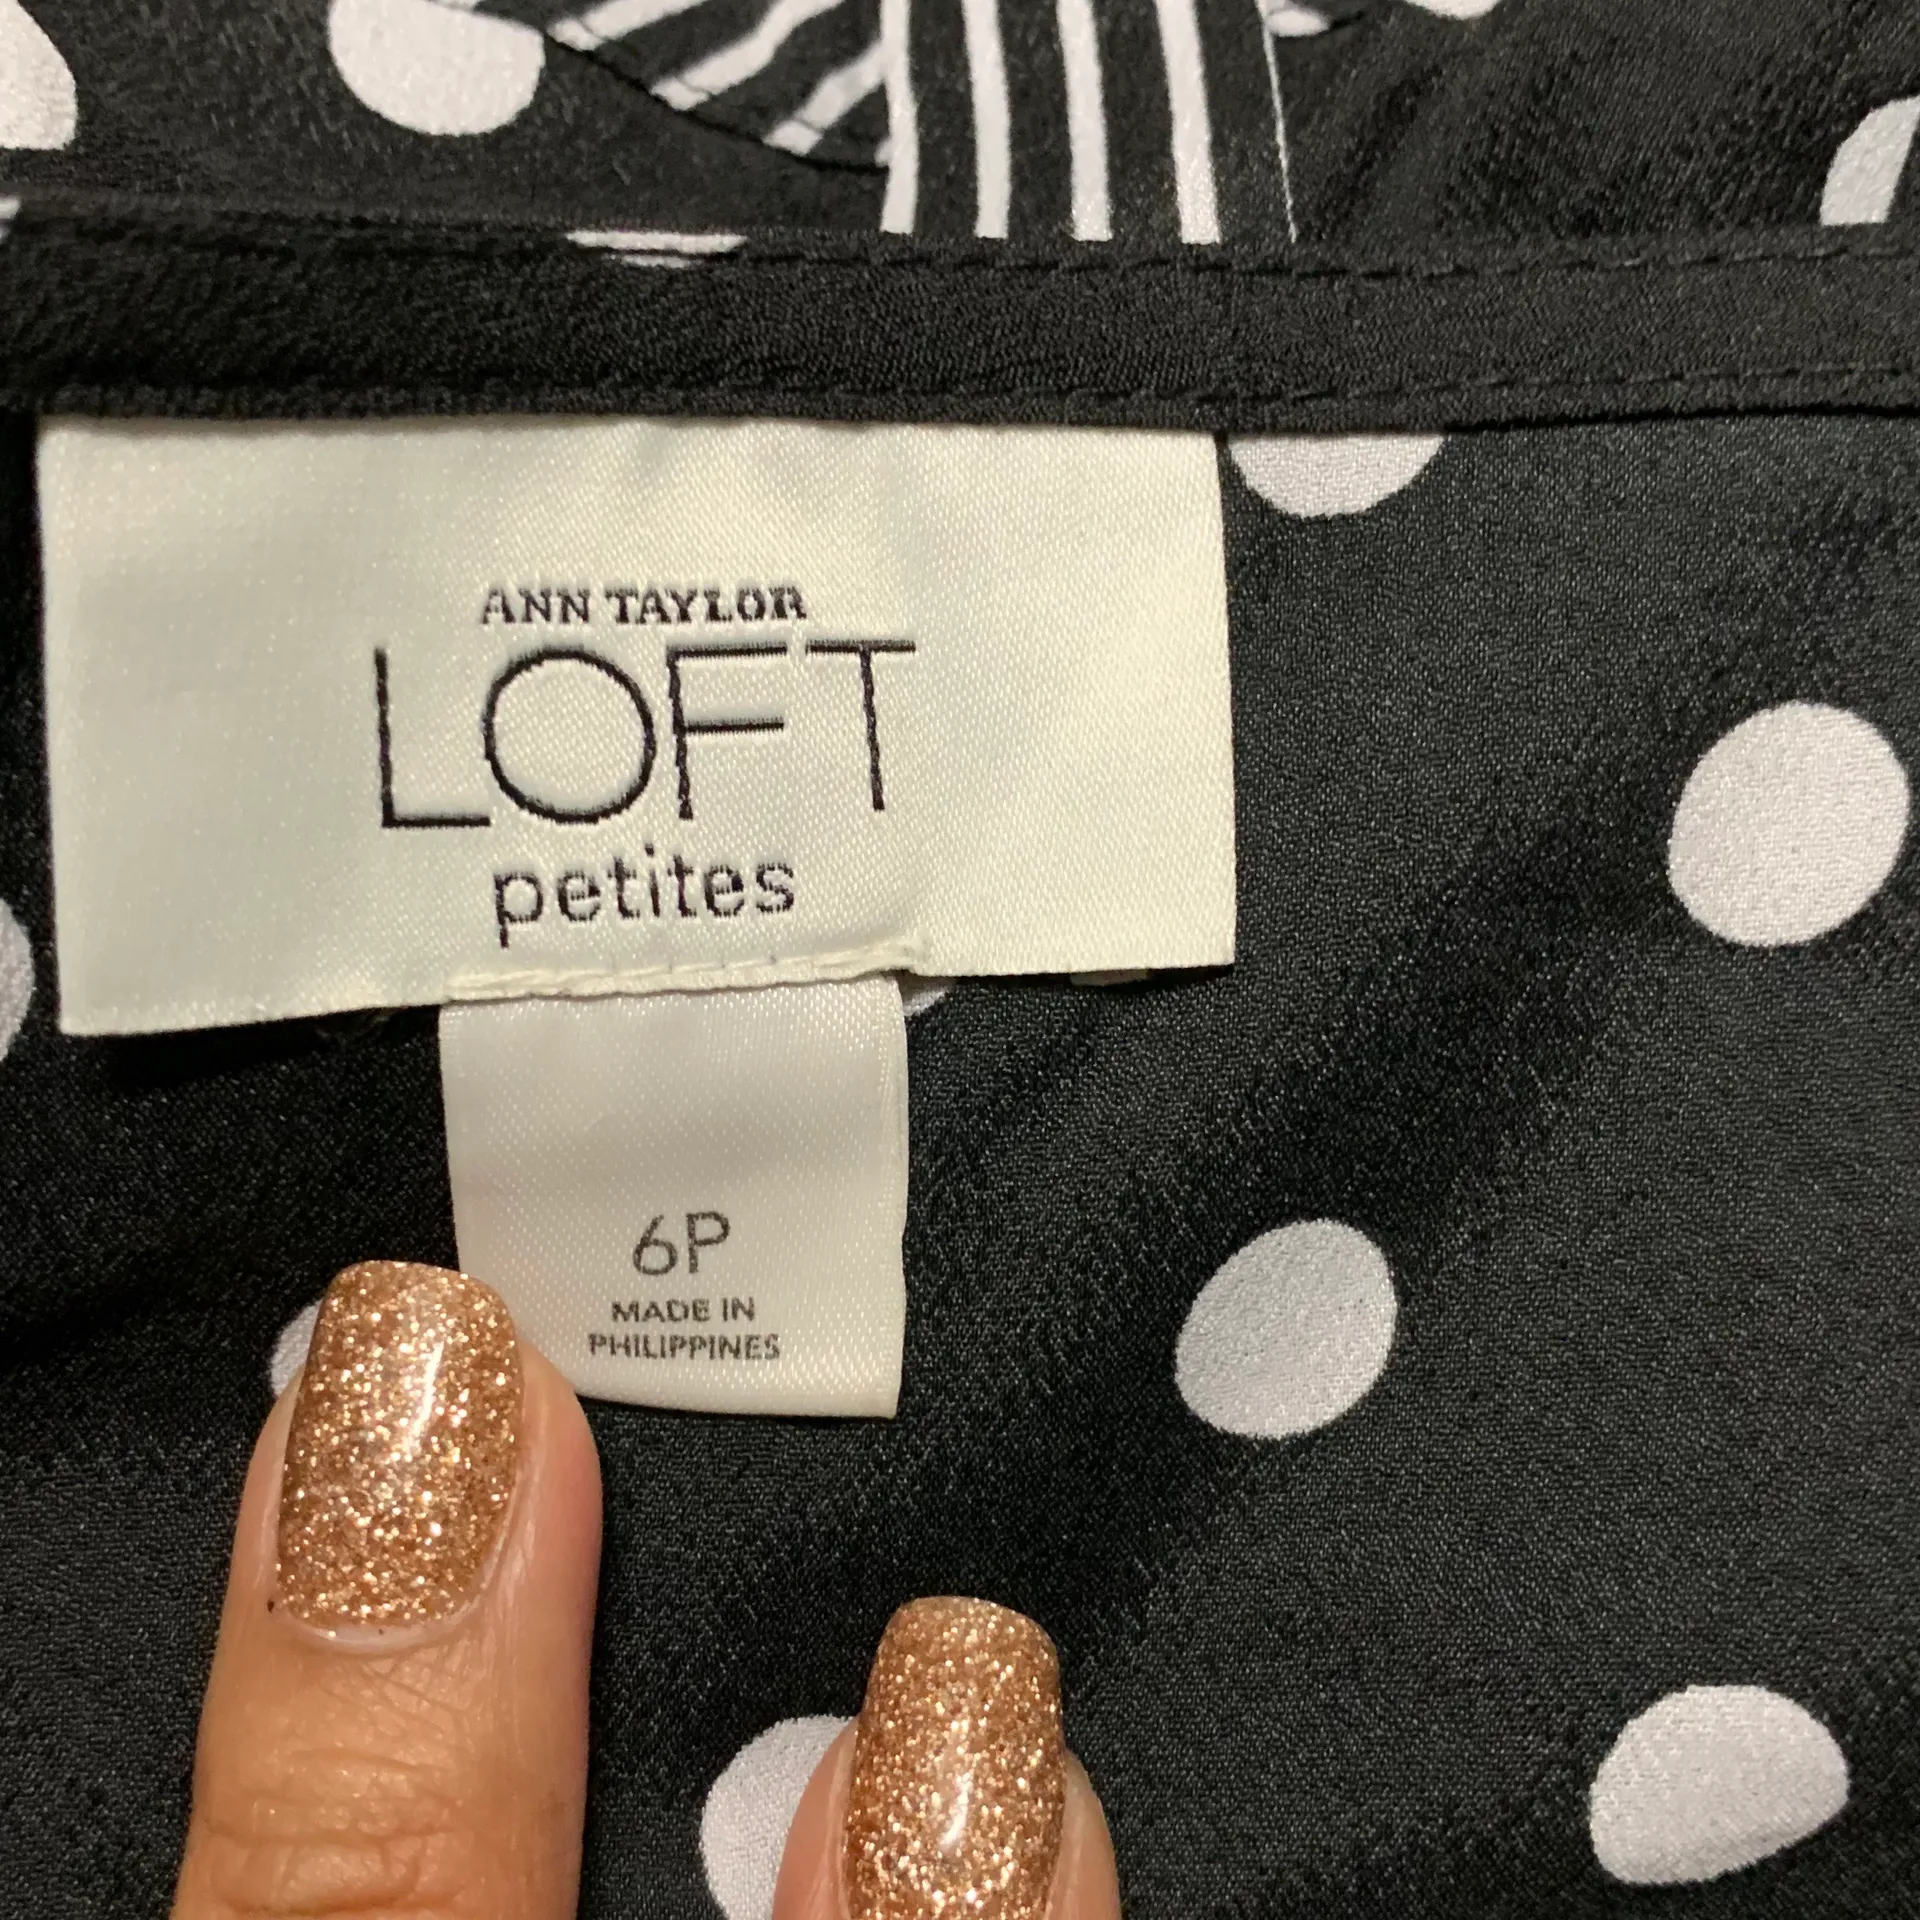 ANN TAYLOR
LOFT
petites
6P
MADE IN
PHILIPPINES